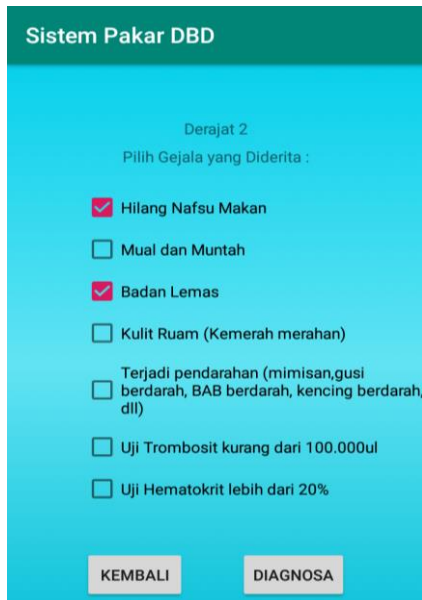 Sistem Pakar DBD
Derajat 2
Pilih Gejala yang Diderita :
Hilang Nafsu Makan
Mual dan Muntah
Badan Lemas
Kulit Ruam (Kemerah merahan)
Terjadi pendarahan (mimisan,gusi
berdarah, BAB berdarah, kencing berdarah,
dll)
Uji Trombosit kurang dari 100.000ul
Uji Hematokrit lebih dari 20%
KEMBALI
DIAGNOSA